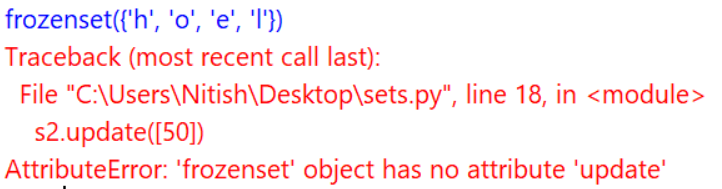 frozenset({'h', 'o', 'e', 'l'})
Traceback (most recent call last):
File "C:\Users\Nitish\Desktop\sets.py", line 18, in <module>
s2.update([50])
AttributeError: 'frozenset' object has no attribute 'update'